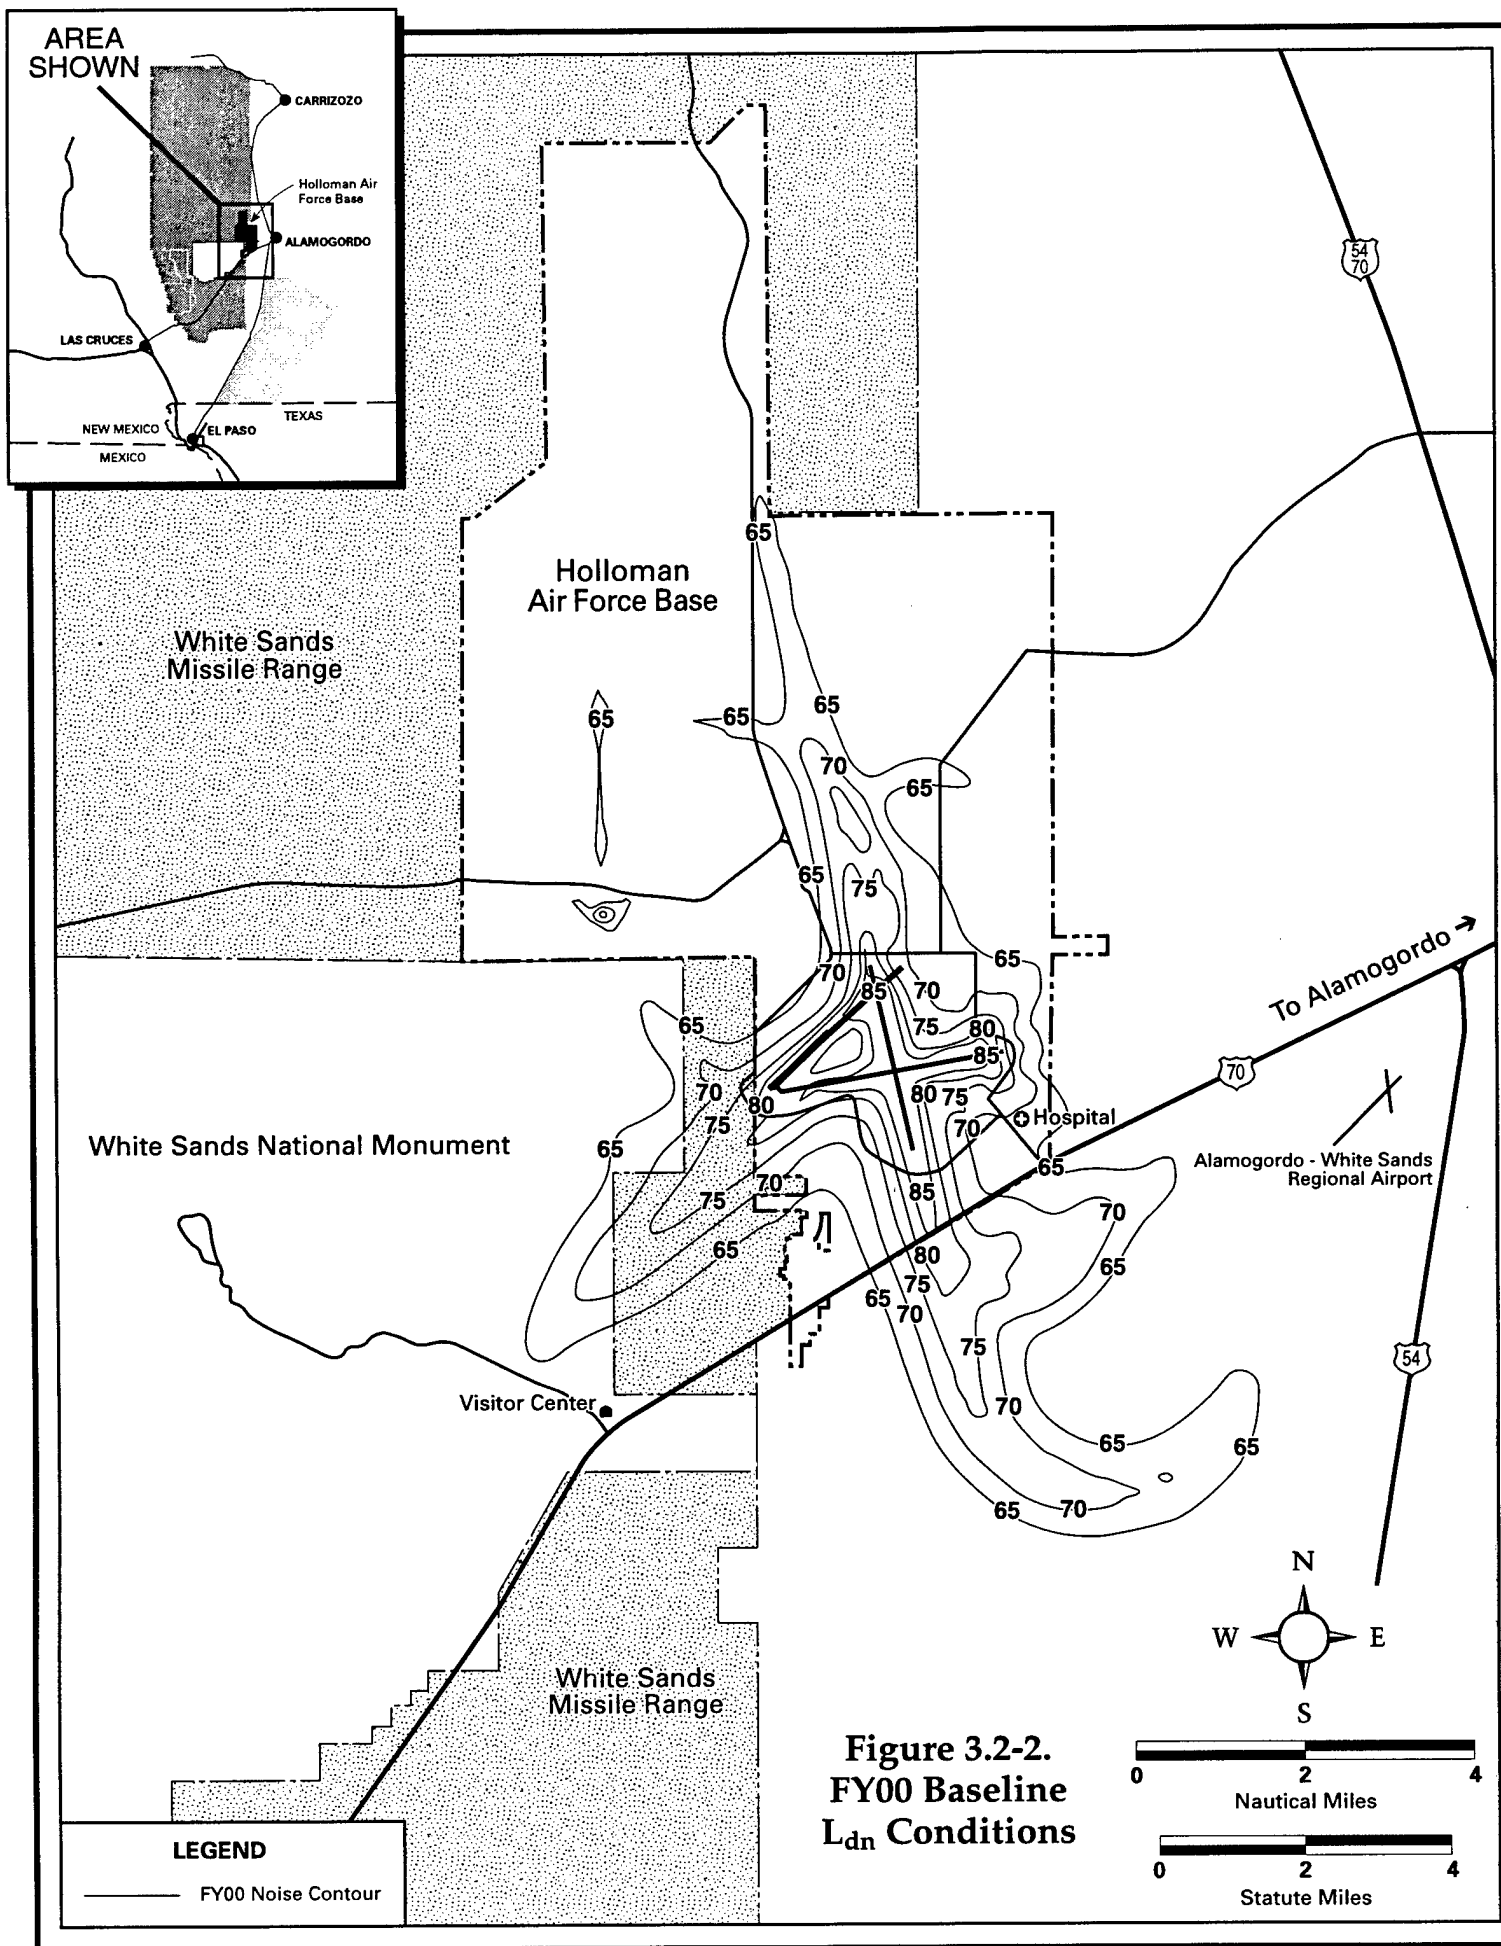 AREA
SHOWN
CARRIZOZO
Holloman Air
Force Base
ALAMOGORDO
LAS CRUCES
TEXAS
NEW MEXICO
EL PASO
MEXICO
54
70
65
Holloman
Air Force Base
White Sands
Missile Range
65
65
65
70
65
65
75
To Alamogordo →
65
70
85
70
65
75
80
85
70
70
80
75
80
Hospital
75
70
White Sands National Monument
65
65
Alamogordo - White Sands
Regional Airport
70
75
85
70
65
80
65
75
65
70
75
54
Visitor Center
70
65
65
65
70
N
W
E
S
White Sands
Missile Range
Figure 3.2-2.
FY00 Baseline
Ldn Conditions
0 2 4
Nautical Miles
0 2 4
Statute Miles
LEGEND
FY00 Noise Contour